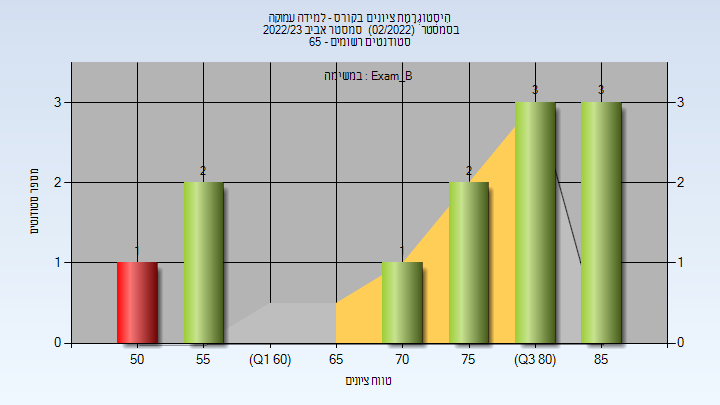 היסטוגרמת ציונים בקורס - למידה עמוקה
בסמסטר (02/2022) סמסטר אביב 2022/23
סטודנטים רשומים - 65
במשימה : Exam_B
מספר סטודנטים
3 3
2 2
1 1
0 0
1 2 1 2 3 3
50 55 (Q1 60) 65 70 75 (Q3 80) 85
טווח ציונים